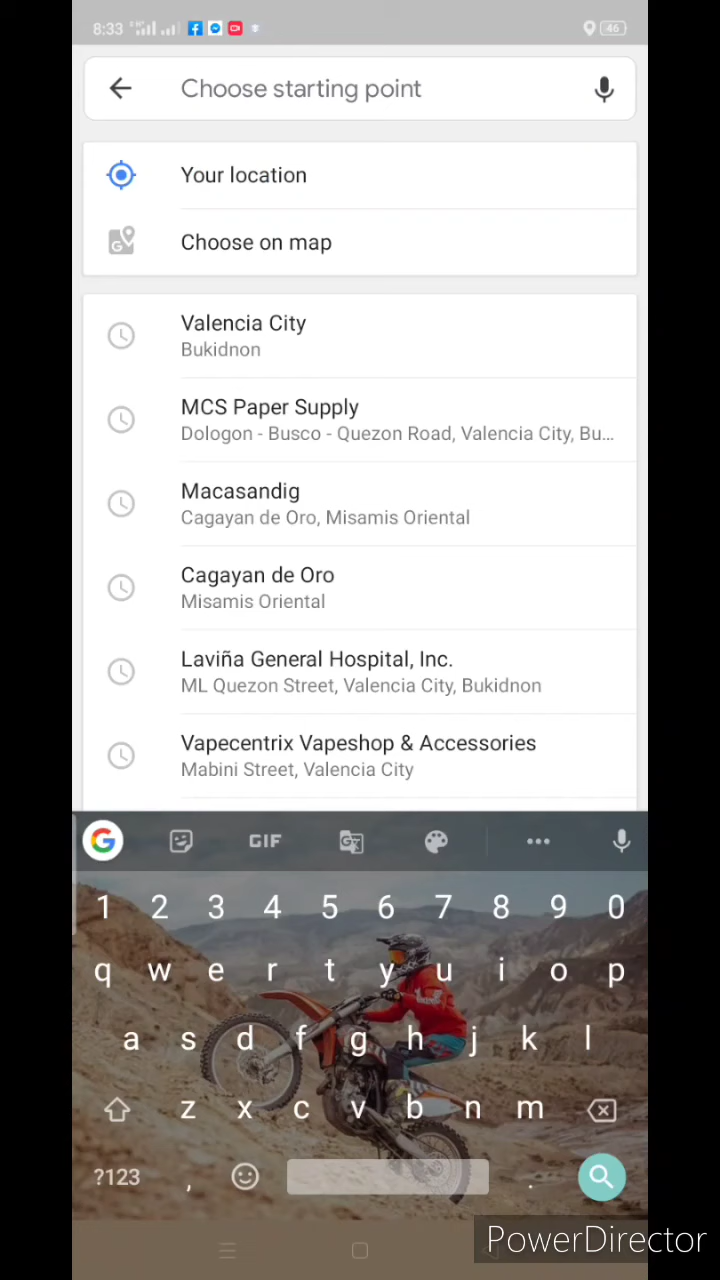 8:33
46
Choose starting point
Your location
Choose on map
Valencia City
Bukidnon
MCS Paper Supply
Dologon - Busco - Quezon Road, Valencia City, Bu...
Macasandig
Cagayan de Oro, Misamis Oriental
Cagayan de Oro
Misamis Oriental
Laviña General Hospital, Inc.
ML Quezon Street, Valencia City, Bukidnon
Vapecentrix Vapeshop & Accessories
Mabini Street, Valencia City
GIF
1 2 3 4 5 6 7 8 9 0
q w e r t y u i o p
a s d f g h j k l
z x c v b n m
?123 , .
PowerDirector